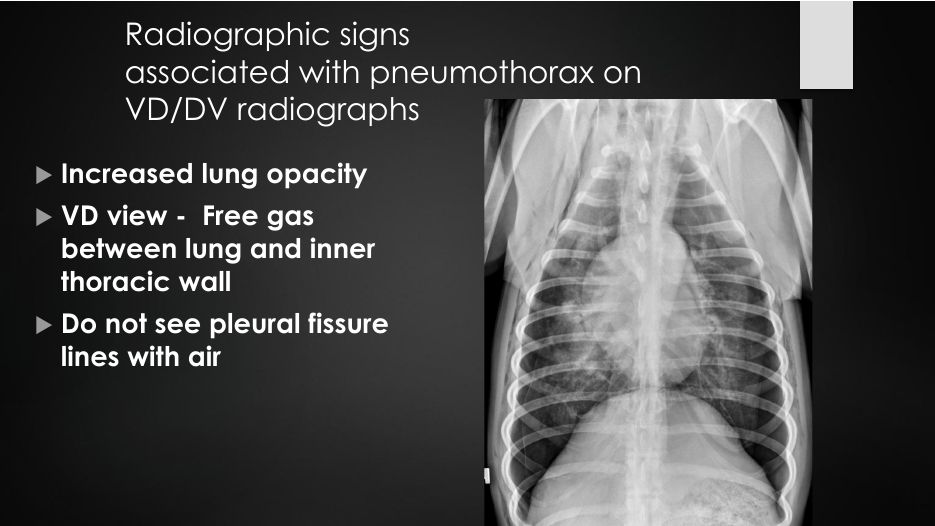 Radiographic signs
associated with pneumothorax on
VD/DV radiographs
Increased lung opacity
VD view -  Free gas
between lung and inner
thoracic wall
Do not see pleural fissure
lines with air